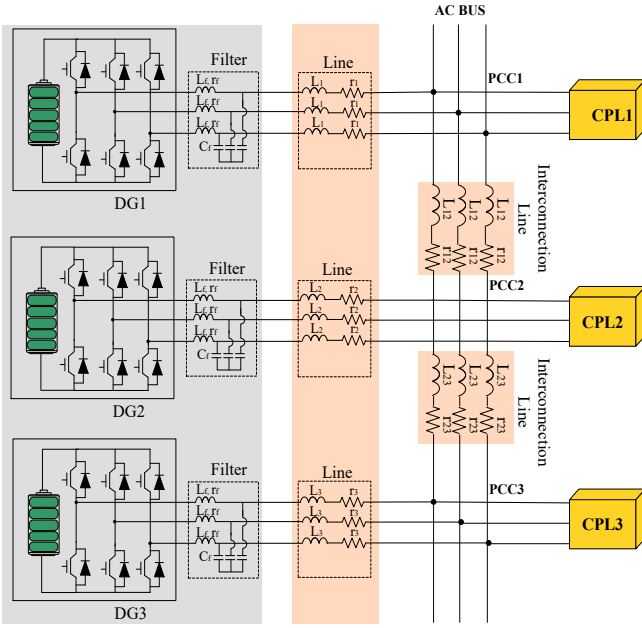 AC BUS
Filter
Line
PCC1
Lf, rf
L1
r1
Lf, rf
L1
r1
Lf, rf
L1
r1
Cf
CPL1
DG1
L12
L12
L12
r12
r12
r12
Interconnection
Line
Filter
Line
PCC2
Lf, rf
L2
r2
Lf, rf
L2
r2
Lf, rf
L2
r2
Cf
CPL2
DG2
L23
L23
L23
r23
r23
r23
Interconnection
Line
Filter
Line
PCC3
Lf, rf
L3
r3
Lf, rf
L3
r3
Lf, rf
L3
r3
Cf
CPL3
DG3